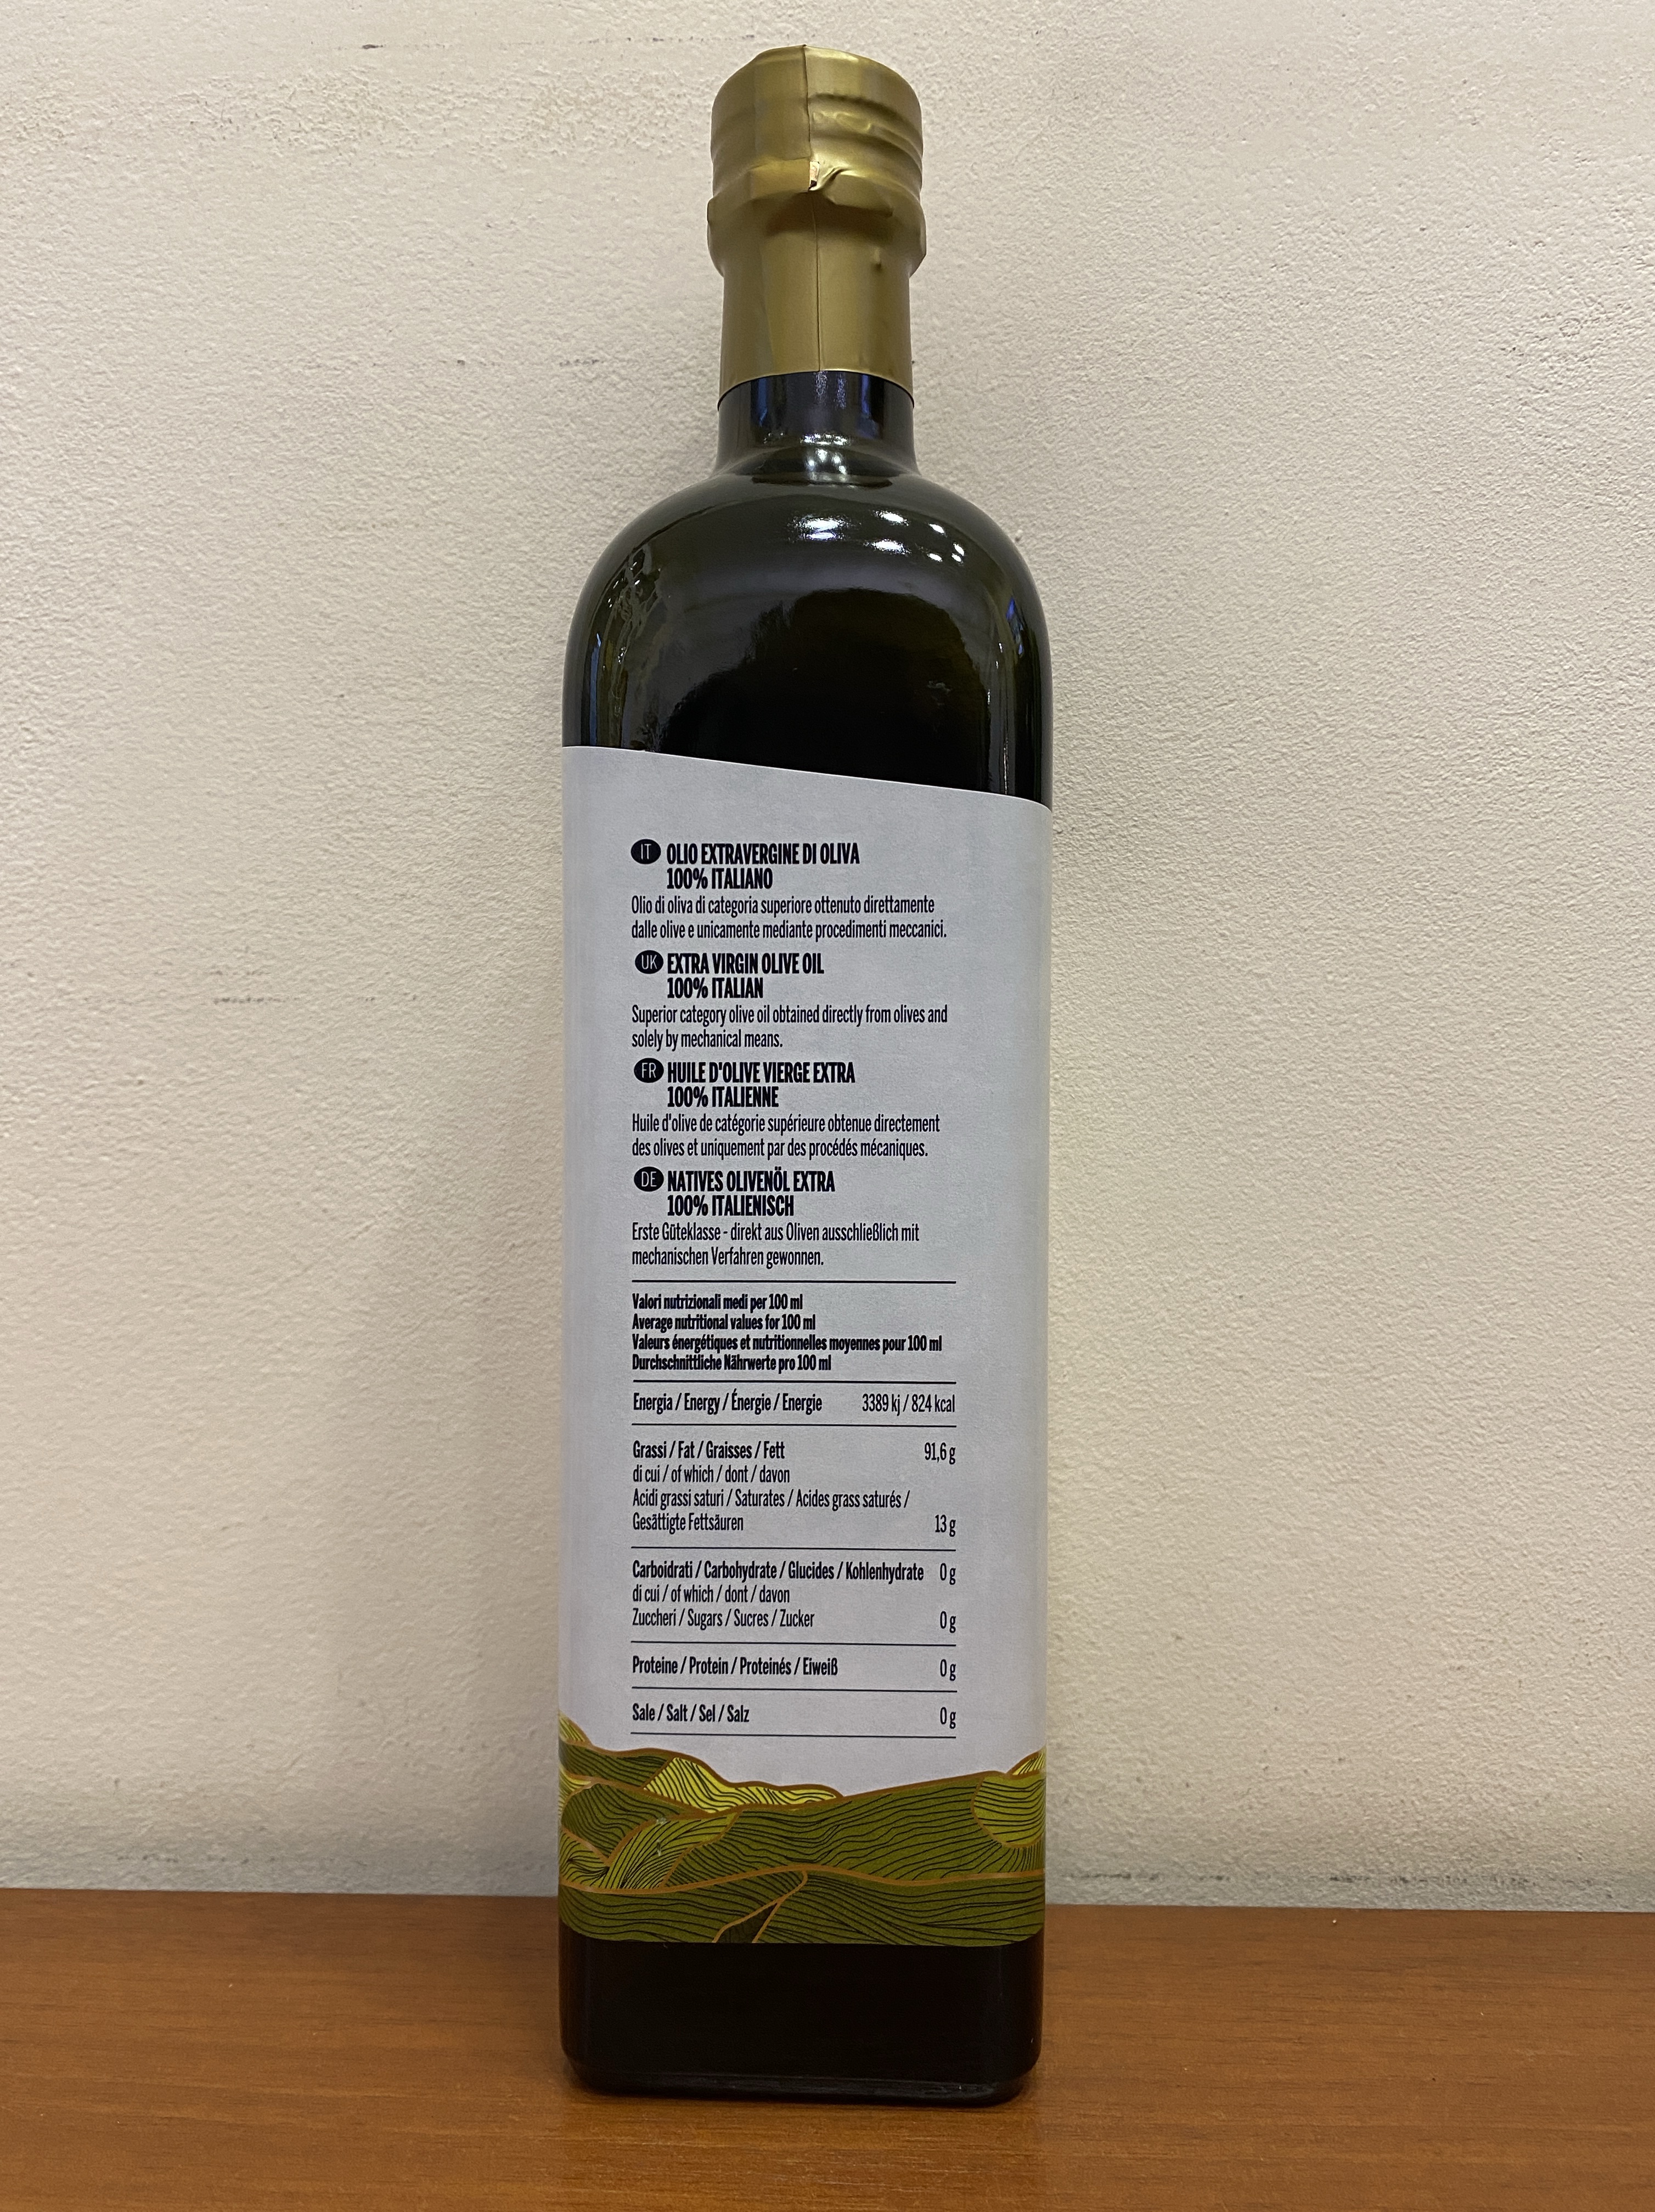 IT OLIO EXTRAVERGINE DI OLIVA
100% ITALIANO
Olio di oliva di categoria superiore ottenuto direttamente
dalle olive e unicamente mediante procedimenti meccanici.
UK EXTRA VIRGIN OLIVE OIL
100% ITALIAN
Superior category olive oil obtained directly from olives and
solely by mechanical means.
FR HUILE D'OLIVE VIERGE EXTRA
100% ITALIENNE
Huile d'olive de catégorie supérieure obtenue directement
des olives et uniquement par des procédés mécaniques.
DE NATIVES OLIVENÖL EXTRA
100% ITALIENISCH
Erste Güteklasse - direkt aus Oliven ausschließlich mit
mechanischen Verfahren gewonnen.
Valori nutrizionali medi per 100 ml
Average nutritional values for 100 ml
Valeurs énergétiques et nutritionnelles moyennes pour 100 ml
Durchschnittliche Nährwerte pro 100 ml
Energia / Energy / Énergie / Energie 3389 kj / 824 kcal
Grassi / Fat / Graisses / Fett 91,6 g
di cui / of which / dont / davon
Acidi grassi saturi / Saturates / Acides grass saturés /
Gesättigte Fettsäuren 13 g
Carboidrati / Carbohydrate / Glucides / Kohlenhydrate 0 g
di cui / of which / dont / davon
Zuccheri / Sugars / Sucres / Zucker 0 g
Proteine / Protein / Proteinés / Eiweiß 0 g
Sale / Salt / Sel / Salz 0 g